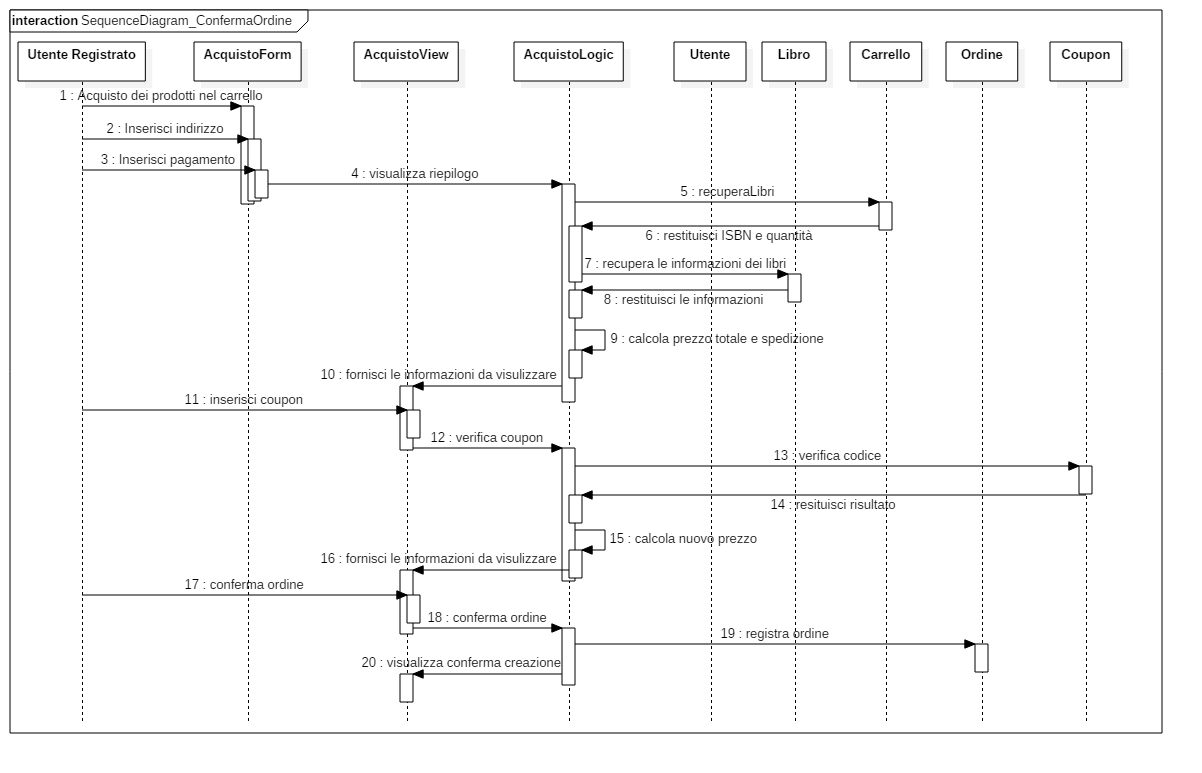 interaction SequenceDiagram_ConfermaOrdine
Utente Registrato
AcquistoForm
AcquistoView
AcquistoLogic
Utente
Libro
Carrello
Ordine
Coupon
1 : Acquisto dei prodotti nel carrello
2 : Inserisci indirizzo
3 : Inserisci pagamento
4 : visualizza riepilogo
5 : recuperaLibri
6 : restituisci ISBN e quantità
7 : recupera le informazioni dei libri
8 : restituisci le informazioni
9 : calcola prezzo totale e spedizione
10 : fornisci le informazioni da visulizzare
11 : inserisci coupon
12 : verifica coupon
13 : verifica codice
14 : resituisci risultato
15 : calcola nuovo prezzo
16 : fornisci le informazioni da visulizzare
17 : conferma ordine
18 : conferma ordine
19 : registra ordine
20 : visualizza conferma creazione